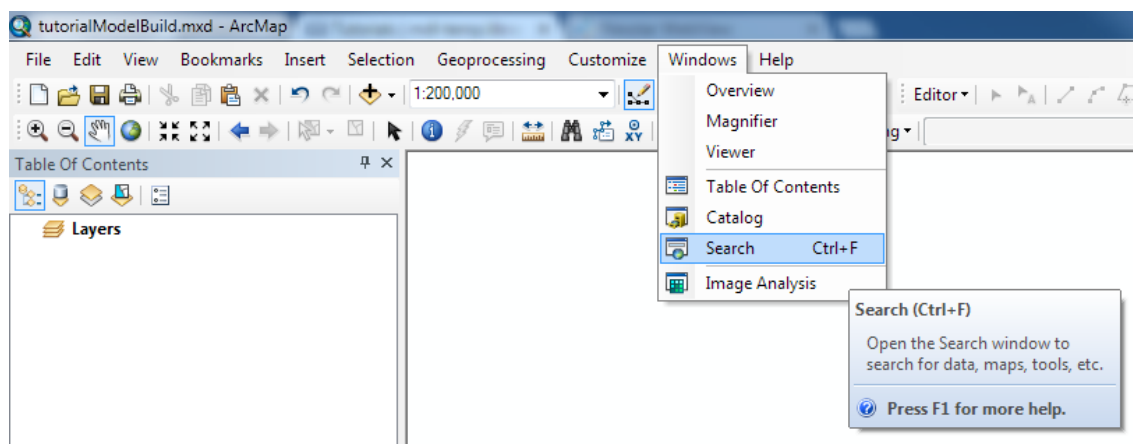 tutorialModelBuild.mxd - ArcMap
File Edit View Bookmarks Insert Selection Geoprocessing Customize Windows Help
1:200,000
Editor
XY
Table Of Contents
Layers
Overview
Magnifier
Viewer
Table Of Contents
Catalog
Search Ctrl+F
Image Analysis
Search (Ctrl+F)
Open the Search window to
search for data, maps, tools, etc.
Press F1 for more help.